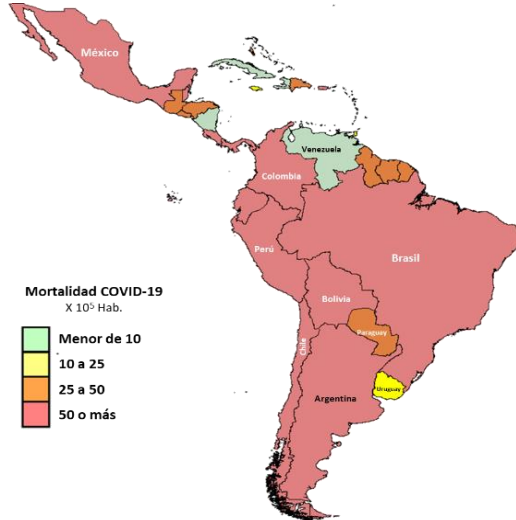 México
Venezuela
Colombia
Perú
Brasil
Bolivia
Paraguay
Chile
Uruguay
Argentina
Mortalidad COVID-19
X 10⁵ Hab.
Menor de 10
10 a 25
25 a 50
50 o más